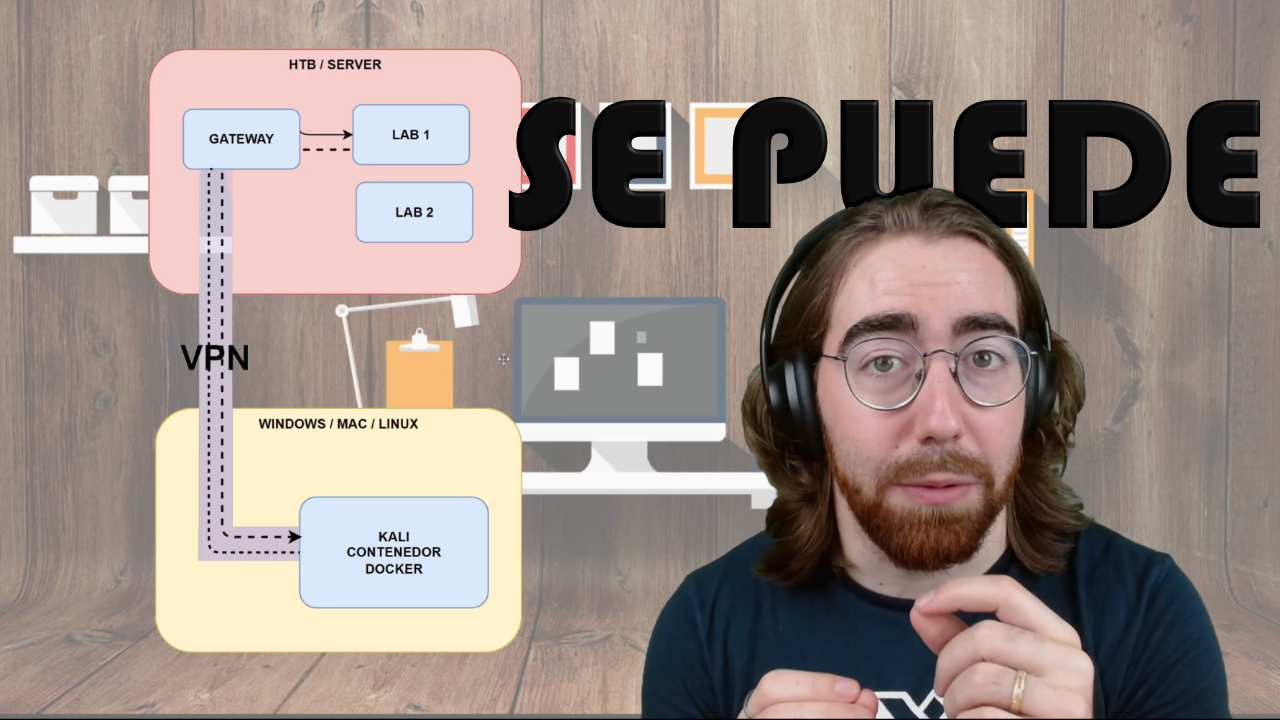 HTB / SERVER
GATEWAY
LAB 1
LAB 2
SE PUEDE
VPN
WINDOWS / MAC / LINUX
KALI
CONTENEDOR
DOCKER